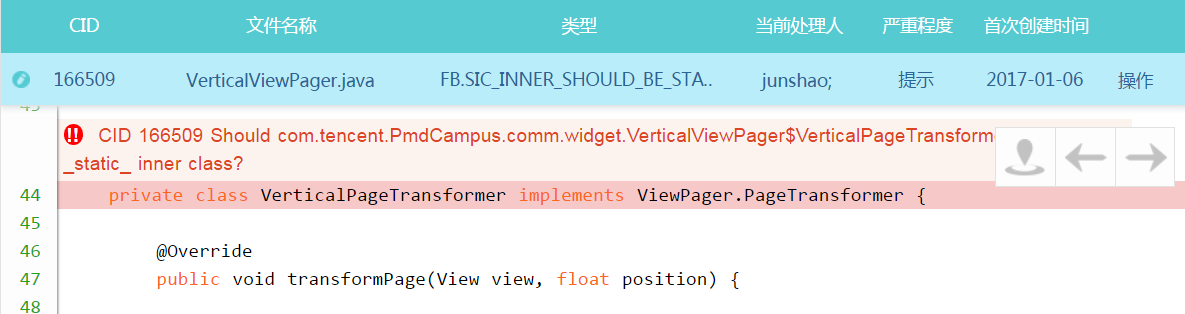 CID 文件名称 类型 当前处理人 严重程度 首次创建时间
166509 VerticalViewPager.java FB.SIC_INNER_SHOULD_BE_STA.. junshao; 提示 2017-01-06 操作
CID 166509 Should com.tencent.PmdCampus.comm.widget.VerticalViewPager$VerticalPageTransform
_static_ inner class?
44 private class VerticalPageTransformer implements ViewPager.PageTransformer {
45
46 @Override
47 public void transformPage(View view, float position) {
48